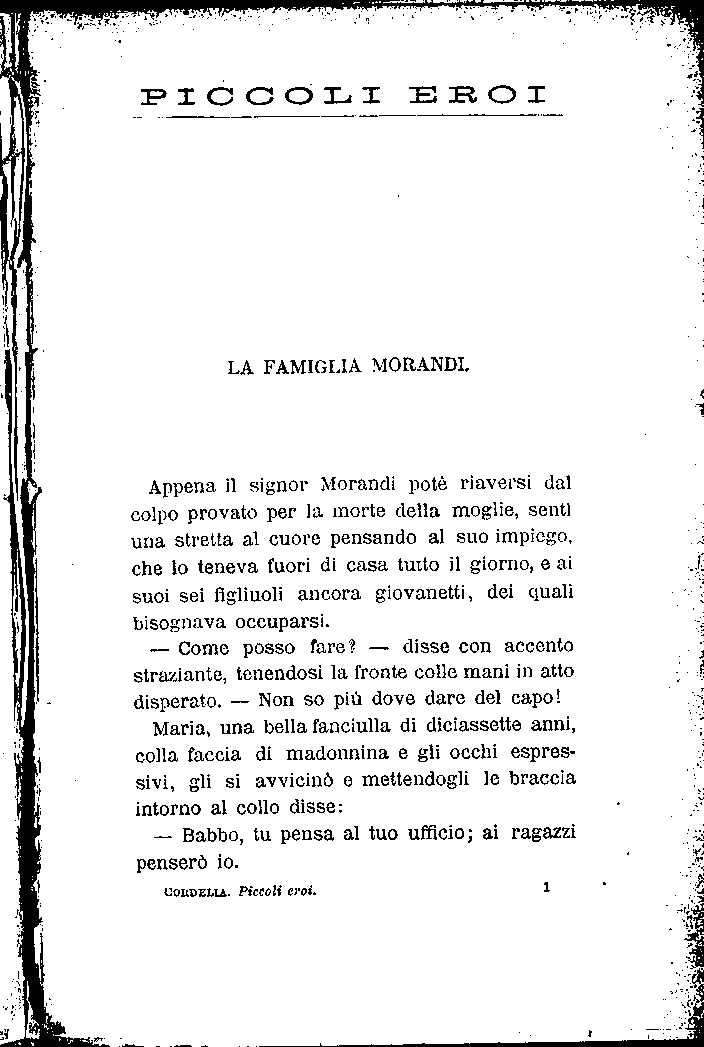 PICCOLI EROI
LA FAMIGLIA MORANDI.
Appena il signor Morandi potè riaversi dal
colpo provato per la morte della moglie, sentì
una stretta al cuore pensando al suo impiego,
che lo teneva fuori di casa tutto il giorno, e ai
suoi sei figliuoli ancora giovanetti, dei quali
bisognava occuparsi.
— Come posso fare? — disse con accento
straziante, tenendosi la fronte colle mani in atto
disperato. — Non so più dove dare del capo!
Maria, una bella fanciulla di diciassette anni,
colla faccia di madonnina e gli occhi espres-
sivi, gli si avvicinò e mettendogli le braccia
intorno al collo disse:
— Babbo, tu pensa al tuo ufficio; ai ragazzi
penserò io.
CORDELIA. Piccoli eroi. 1